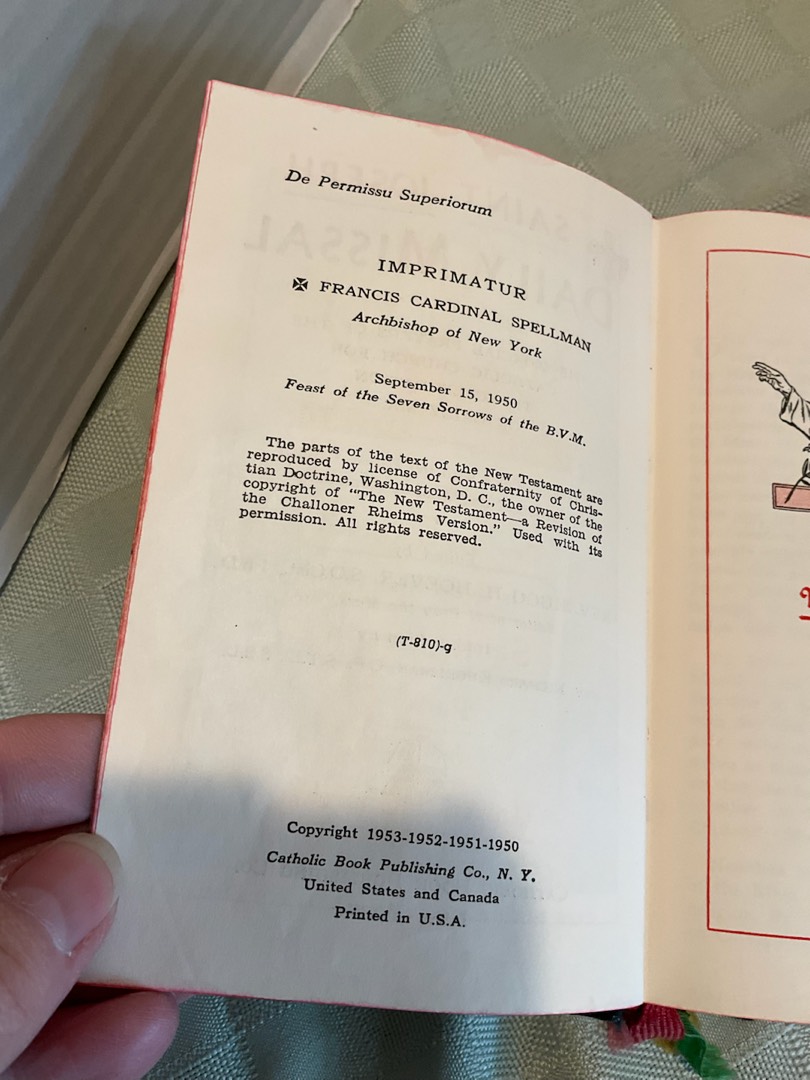 De Permissu Superiorum
IMPRIMATUR
✠ FRANCIS CARDINAL SPELLMAN
Archbishop of New York
September 15, 1950
Feast of the Seven Sorrows of the B.V.M.
The parts of the text of the New Testament are
reproduced by license of Confraternity of Chris-
tian Doctrine, Washington, D. C., the owner of the
copyright of "The New Testament—a Revision of
the Challoner Rheims Version." Used with its
permission. All rights reserved.
(T-810)-g
Copyright 1953-1952-1951-1950
Catholic Book Publishing Co., N. Y.
United States and Canada
Printed in U.S.A.